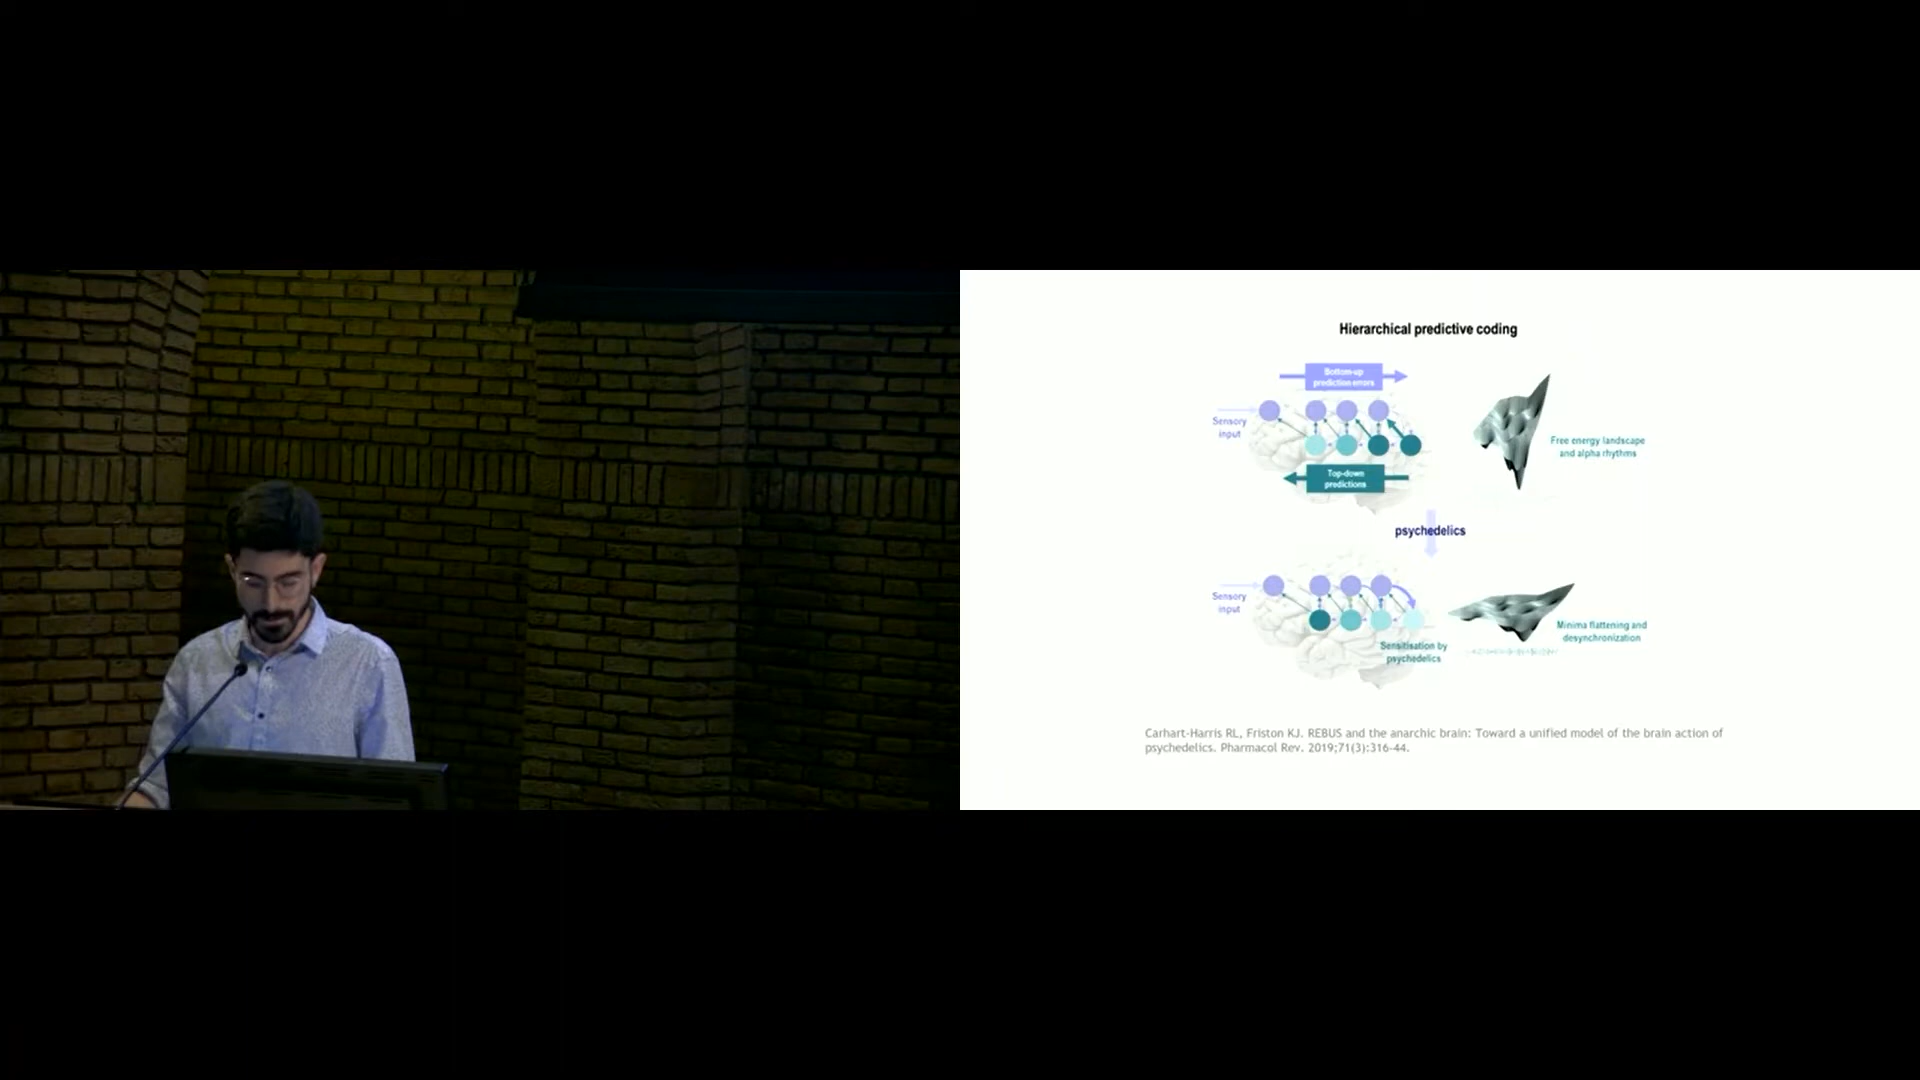 Hierarchical predictive coding
Bottom-up
prediction errors
Sensory
input
Top-down
predictions
Free energy landscape
and alpha rhythms
psychedelics
Sensory
input
Sensitisation by
psychedelics
Minima flattening and
desynchronization
Carhart-Harris RL, Friston KJ. REBUS and the anarchic brain: Toward a unified model of the brain action of
psychedelics. Pharmacol Rev. 2019;71(3):316-44.